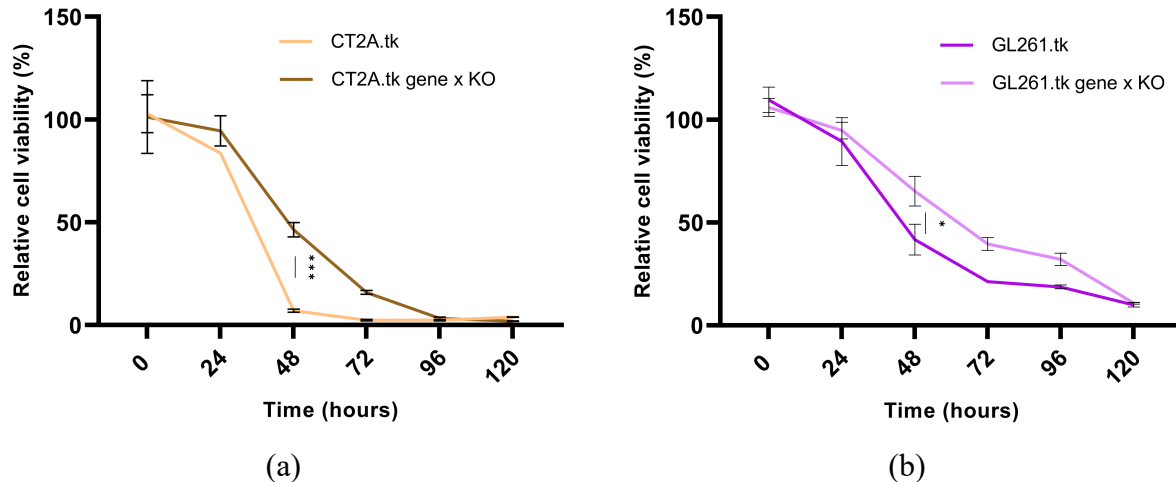 150
100
50
0
Relative cell viability (%)
CT2A.tk
CT2A.tk gene x KO
***
0
24
48
72
96
120
Time (hours)
(a)
150
100
50
0
Relative cell viability (%)
GL261.tk
GL261.tk gene x KO
*
0
24
48
72
96
120
Time (hours)
(b)